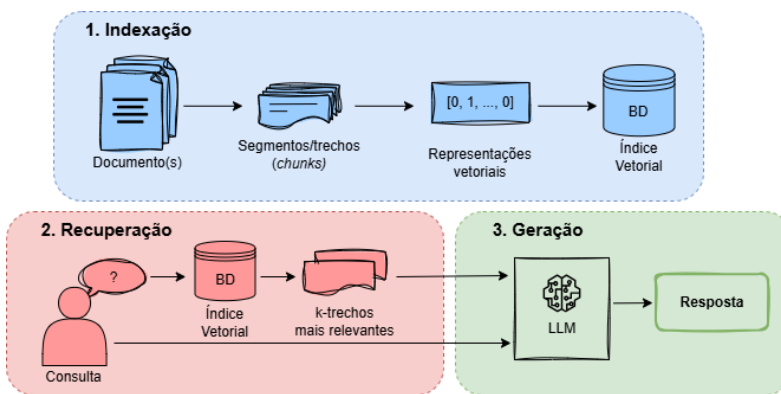 1. Indexação
Documento(s)
Segmentos/trechos
(chunks)
[0, 1, ..., 0]
Representações
vetoriais
BD
Índice
Vetorial
2. Recuperação
?
Consulta
BD
Índice
Vetorial
k-trechos
mais relevantes
3. Geração
LLM
Resposta